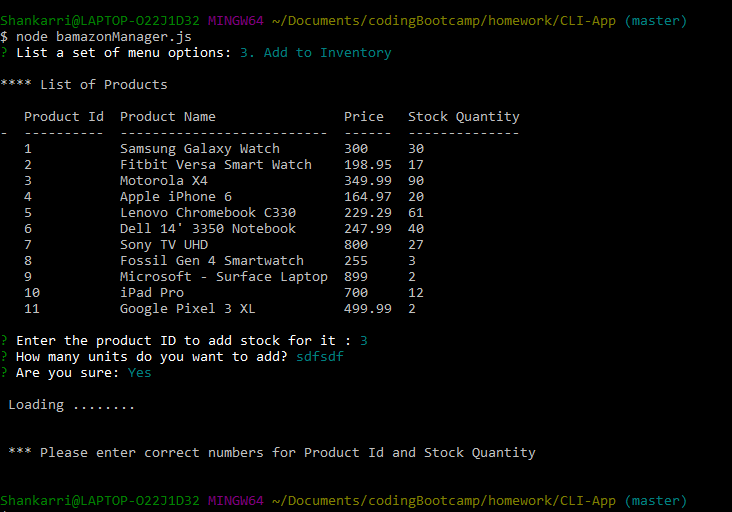 Shankarri@LAPTOP-O22J1D32 MINGW64 ~/Documents/codingBootcamp/homework/CLI-App (master)
$ node bamazonManager.js
? List a set of menu options: 3. Add to Inventory
**** List of Products
   Product Id  Product Name                Price   Stock Quantity
-  ----------  --------------------------  ------  --------------
   1           Samsung Galaxy Watch        300     30
   2           Fitbit Versa Smart Watch    198.95  17
   3           Motorola X4                 349.99  90
   4           Apple iPhone 6              164.97  20
   5           Lenovo Chromebook C330      229.29  61
   6           Dell 14' 3350 Notebook      247.99  40
   7           Sony TV UHD                 800     27
   8           Fossil Gen 4 Smartwatch     255     3
   9           Microsoft - Surface Laptop  899     2
   10          iPad Pro                    700     12
   11          Google Pixel 3 XL           499.99  2
? Enter the product ID to add stock for it : 3
? How many units do you want to add? sdfsdf
? Are you sure: Yes
 Loading ........
 *** Please enter correct numbers for Product Id and Stock Quantity
Shankarri@LAPTOP-O22J1D32 MINGW64 ~/Documents/codingBootcamp/homework/CLI-App (master)